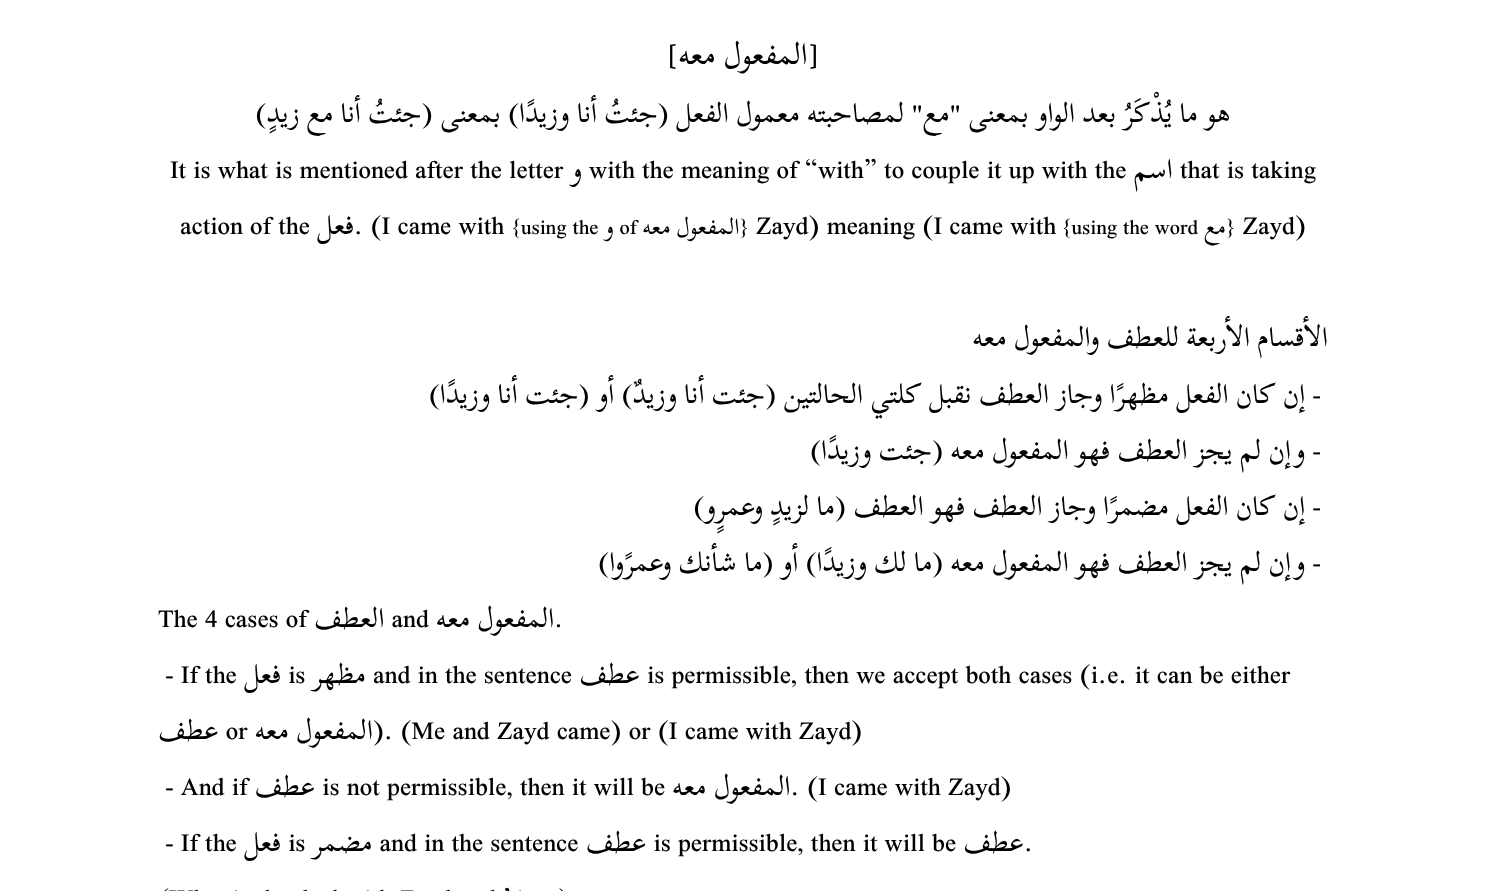 [المفعول معه]
هو ما يُذْكَرُ بعد الواو بمعنى "مع" لمصاحبته معمول الفعل (جئتُ أنا وزيدًا) بمعنى (جئتُ أنا مع زيدٍ)
It is what is mentioned after the letter و with the meaning of “with” to couple it up with the اسم that is taking
action of the فعل. (I came with {using the و of المفعول معه} Zayd) meaning (I came with {using the word مع} Zayd)
الأقسام الأربعة للعطف والمفعول معه
- إن كان الفعل مظهرًا وجاز العطف نقبل كلتي الحالتين (جئت أنا وزيدٌ) أو (جئت أنا وزيدًا)
- وإن لم يجز العطف فهو المفعول معه (جئت وزيدًا)
- إن كان الفعل مضمرًا وجاز العطف فهو العطف (ما لزيدٍ وعمرٍو)
- وإن لم يجز العطف فهو المفعول معه (ما لك وزيدًا) أو (ما شأنك وعمرًوا)
The 4 cases of العطف and المفعول معه.
- If the فعل is مظهر and in the sentence عطف is permissible, then we accept both cases (i.e. it can be either
عطف or المفعول معه). (Me and Zayd came) or (I came with Zayd)
- And if عطف is not permissible, then it will be المفعول معه. (I came with Zayd)
- If the فعل is مضمر and in the sentence عطف is permissible, then it will be عطف.